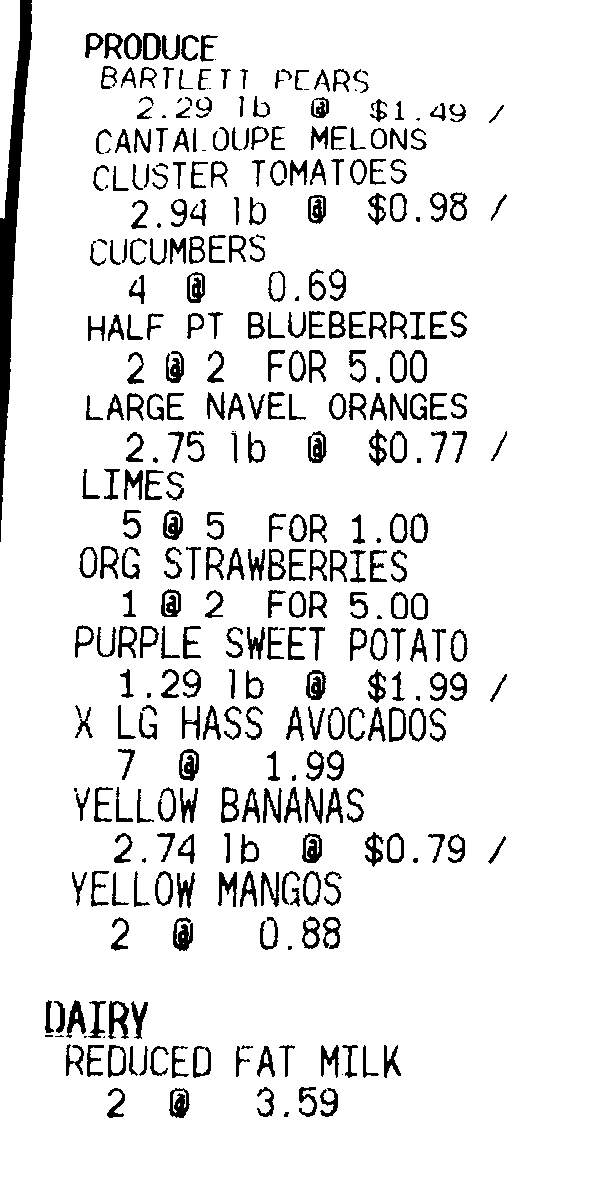 PRODUCE
BARTLETT PEARS
2.29 lb @ $1.49 /
CANTALOUPE MELONS
CLUSTER TOMATOES
2.94 lb @ $0.98 /
CUCUMBERS
4 @ 0.69
HALF PT BLUEBERRIES
2 @ 2 FOR 5.00
LARGE NAVEL ORANGES
2.75 lb @ $0.77 /
LIMES
5 @ 5 FOR 1.00
ORG STRAWBERRIES
1 @ 2 FOR 5.00
PURPLE SWEET POTATO
1.29 lb @ $1.99 /
X LG HASS AVOCADOS
7 @ 1.99
YELLOW BANANAS
2.74 lb @ $0.79 /
YELLOW MANGOS
2 @ 0.88
DAIRY
REDUCED FAT MILK
2 @ 3.59